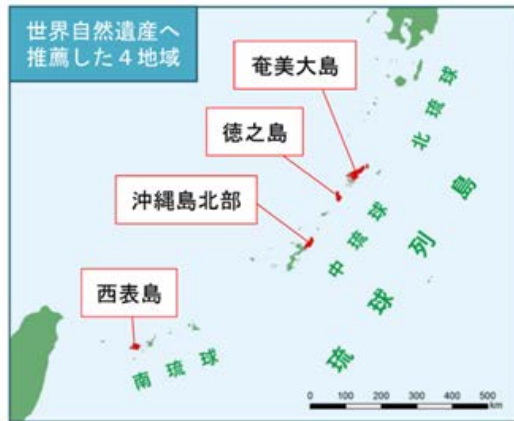 世界自然遺産へ
推薦した4地域
奄美大島
徳之島
沖縄島北部
西表島
北琉球
中琉球
南琉球
琉球列島
0 100 200 300 400 500
km